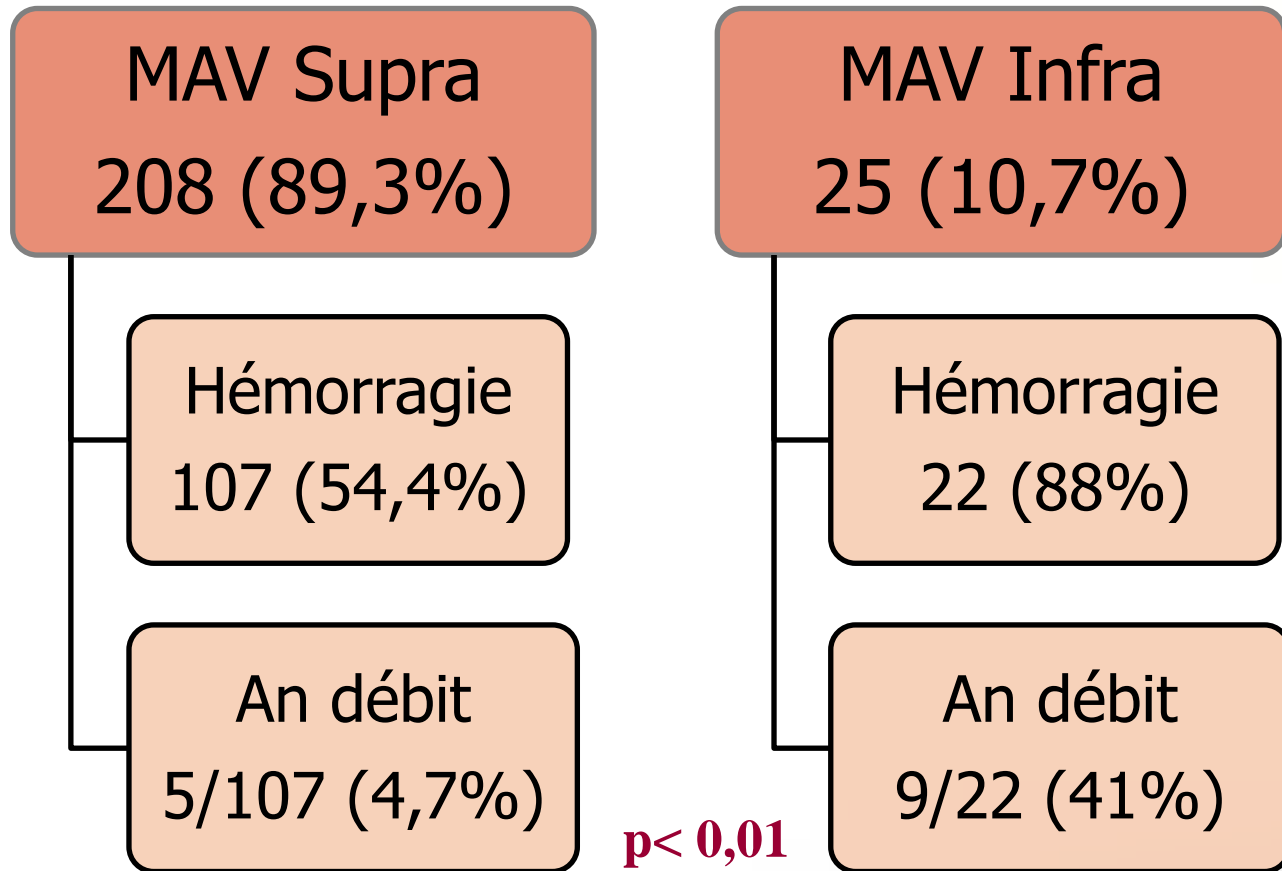 MAV Supra
208 (89,3%)
Hémorragie
107 (54,4%)
An débit
5/107 (4,7%)
MAV Infra
25 (10,7%)
Hémorragie
22 (88%)
An débit
9/22 (41%)
p< 0,01